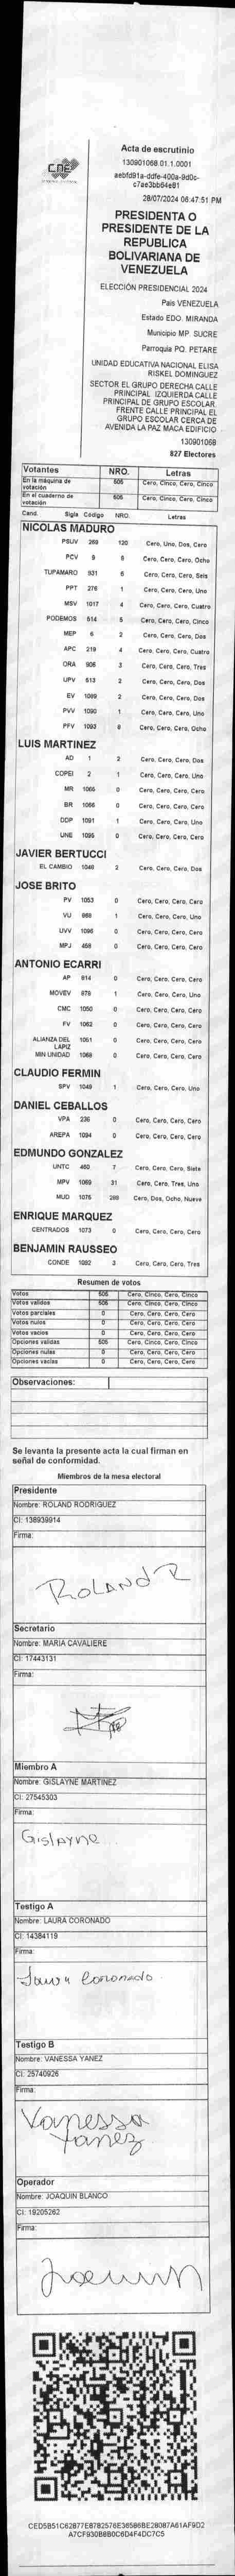 CNE
Acta de escrutinio
130901068.01.1.0001
aebfd91a-ddfe-400a-9d0c-
c7ae3bb64e81
28/07/2024 06:47:51 PM
PRESIDENTA O
PRESIDENTE DE LA
REPUBLICA
BOLIVARIANA DE
VENEZUELA
ELECCIÓN PRESIDENCIAL 2024
Pais VENEZUELA
Estado EDO. MIRANDA
Municipio MP. SUCRE
Parroquia PQ. PETARE
UNIDAD EDUCATIVA NACIONAL ELISA
RISKEL DOMINGUEZ
SECTOR EL GRUPO DERECHA CALLE
PRINCIPAL. IZQUIERDA CALLE
PRINCIPAL DE GRUPO ESCOLAR.
FRENTE CALLE PRINCIPAL EL
GRUPO ESCOLAR CERCA DE
AVENIDA LA PAZ MACA EDIFICIO
130901068
827 Electores
Votantes NRO. Letras
En la máquina de votación 505 Cero, Cinco, Cero, Cinco
En el cuaderno de votación 505 Cero, Cinco, Cero, Cinco
Cand. Sigla Código NRO. Letras
NICOLAS MADURO
PSUV 269 120 Cero, Uno, Dos, Cero
PCV 9 8 Cero, Cero, Cero, Ocho
TUPAMARO 931 6 Cero, Cero, Cero, Seis
PPT 276 1 Cero, Cero, Cero, Uno
MSV 1017 4 Cero, Cero, Cero, Cuatro
PODEMOS 514 5 Cero, Cero, Cero, Cinco
MEP 6 2 Cero, Cero, Cero, Dos
APC 219 4 Cero, Cero, Cero, Cuatro
ORA 906 3 Cero, Cero, Cero, Tres
UPV 513 2 Cero, Cero, Cero, Dos
EV 1089 2 Cero, Cero, Cero, Dos
PVV 1090 1 Cero, Cero, Cero, Uno
PFV 1093 8 Cero, Cero, Cero, Ocho
LUIS MARTINEZ
AD 1 2 Cero, Cero, Cero, Dos
COPEI 2 1 Cero, Cero, Cero, Uno
MR 1065 0 Cero, Cero, Cero, Cero
BR 1066 0 Cero, Cero, Cero, Cero
DDP 1091 1 Cero, Cero, Cero, Uno
UNE 1095 0 Cero, Cero, Cero, Cero
JAVIER BERTUCCI
EL CAMBIO 1048 2 Cero, Cero, Cero, Dos
JOSE BRITO
PV 1053 0 Cero, Cero, Cero, Cero
VU 968 1 Cero, Cero, Cero, Uno
UVV 1096 0 Cero, Cero, Cero, Cero
MPJ 458 0 Cero, Cero, Cero, Cero
ANTONIO ECARRI
AP 814 0 Cero, Cero, Cero, Cero
MOVEV 979 1 Cero, Cero, Cero, Uno
CMC 1050 0 Cero, Cero, Cero, Cero
FV 1062 0 Cero, Cero, Cero, Cero
ALIANZA DEL LAPIZ 1051 0 Cero, Cero, Cero, Cero
MIN UNIDAD 1068 0 Cero, Cero, Cero, Cero
CLAUDIO FERMIN
SPV 1049 1 Cero, Cero, Cero, Uno
DANIEL CEBALLOS
VPA 236 0 Cero, Cero, Cero, Cero
AREPA 1094 0 Cero, Cero, Cero, Cero
EDMUNDO GONZALEZ
UNTC 460 7 Cero, Cero, Cero, Siete
MPV 1069 31 Cero, Cero, Tres, Uno
MUD 1075 289 Cero, Dos, Ocho, Nueve
ENRIQUE MARQUEZ
CENTRADOS 1073 0 Cero, Cero, Cero, Cero
BENJAMIN RAUSSEO
CONDE 1092 3 Cero, Cero, Cero, Tres
Resumen de votos
Votos 505 Cero, Cinco, Cero, Cinco
Votos validos 505 Cero, Cinco, Cero, Cinco
Votos parciales 0 Cero, Cero, Cero, Cero
Votos nulos 0 Cero, Cero, Cero, Cero
Votos vacios 0 Cero, Cero, Cero, Cero
Opciones validas 505 Cero, Cinco, Cero, Cinco
Opciones nulas 0 Cero, Cero, Cero, Cero
Opciones vacias 0 Cero, Cero, Cero, Cero
Observaciones:
Se levanta la presente acta la cual firman en
señal de conformidad.
Miembros de la mesa electoral
Presidente
Nombre: ROLAND RODRIGUEZ
CI: 138939914
Firma:
ROLAND R
Secretario
Nombre: MARIA CAVALIERE
CI: 17443131
Firma:
Miembro A
Nombre: GISLAYNE MARTINEZ
CI: 27545303
Firma:
Gislayne
Testigo A
Nombre: LAURA CORONADO
CI: 14384119
Firma:
Laura Coronado
Testigo B
Nombre: VANESSA YANEZ
CI: 25740926
Firma:
Vanessa
Yanez
Operador
Nombre: JOAQUIN BLANCO
CI: 19205262
Firma:
CED5B51C62877E8782576E36586BE28087A61AF9D2
A7CF930B8B0C6D4F4DC7C5